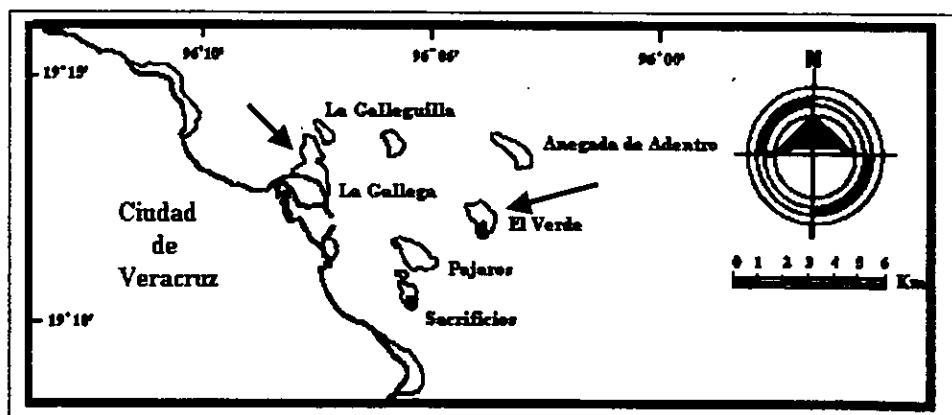 96°10'
96°06'
96°00'
N
19°15'
La Galleguilla
Anegada de Adentro
La Gallega
Ciudad
de
Veracruz
El Verde
Pajaros
0 1 2 3 4 5 6
Km
19°10'
Sacrificios